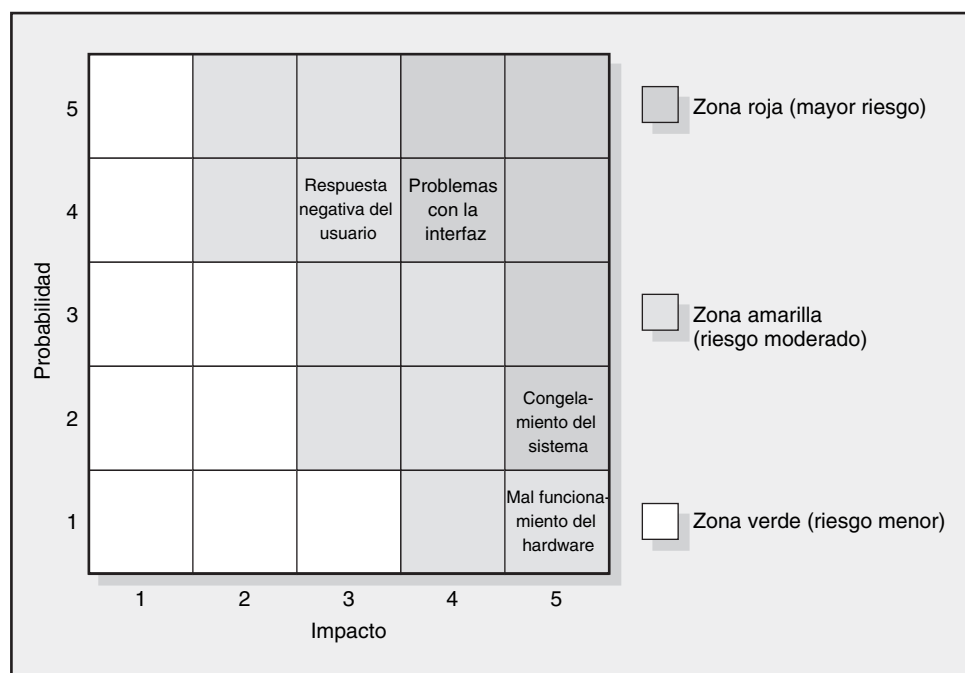 5
Zona roja (mayor riesgo)
4
Respuesta
negativa del
usuario
Problemas
con la
interfaz
Probabilidad
3
Zona amarilla
(riesgo moderado)
2
Congela-
miento del
sistema
1
Mal funciona-
miento del
hardware
Zona verde (riesgo menor)
1 2 3 4 5
Impacto